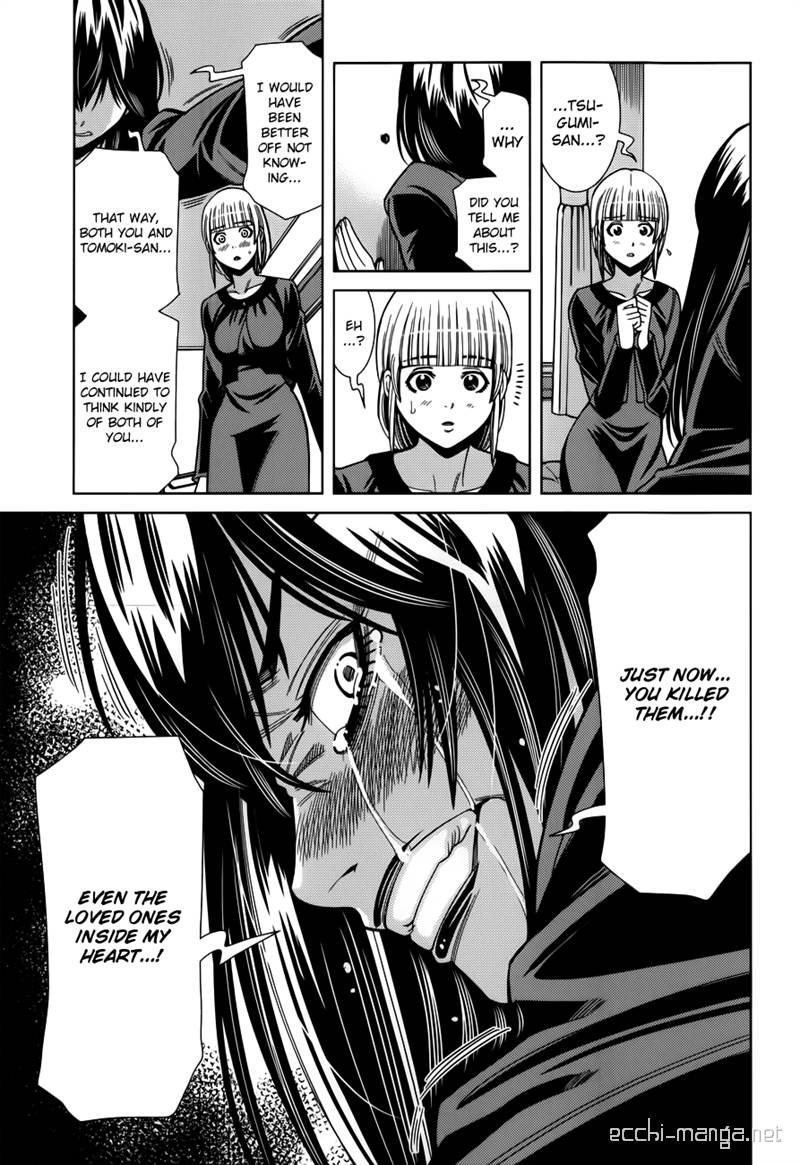 ...TSU-
GUMI-
SAN...?
...
WHY
DID YOU
TELL ME
ABOUT
THIS...?
EH
...?
I WOULD
HAVE
BEEN
BETTER
OFF NOT
KNOW-
ING...
THAT WAY,
BOTH YOU AND
TOMOKI-SAN...
I COULD HAVE
CONTINUED TO
THINK KINDLY
OF BOTH OF
YOU...
JUST NOW...
YOU KILLED
THEM...!!
EVEN THE
LOVED ONES
INSIDE MY
HEART...!
ecchi-manga.net